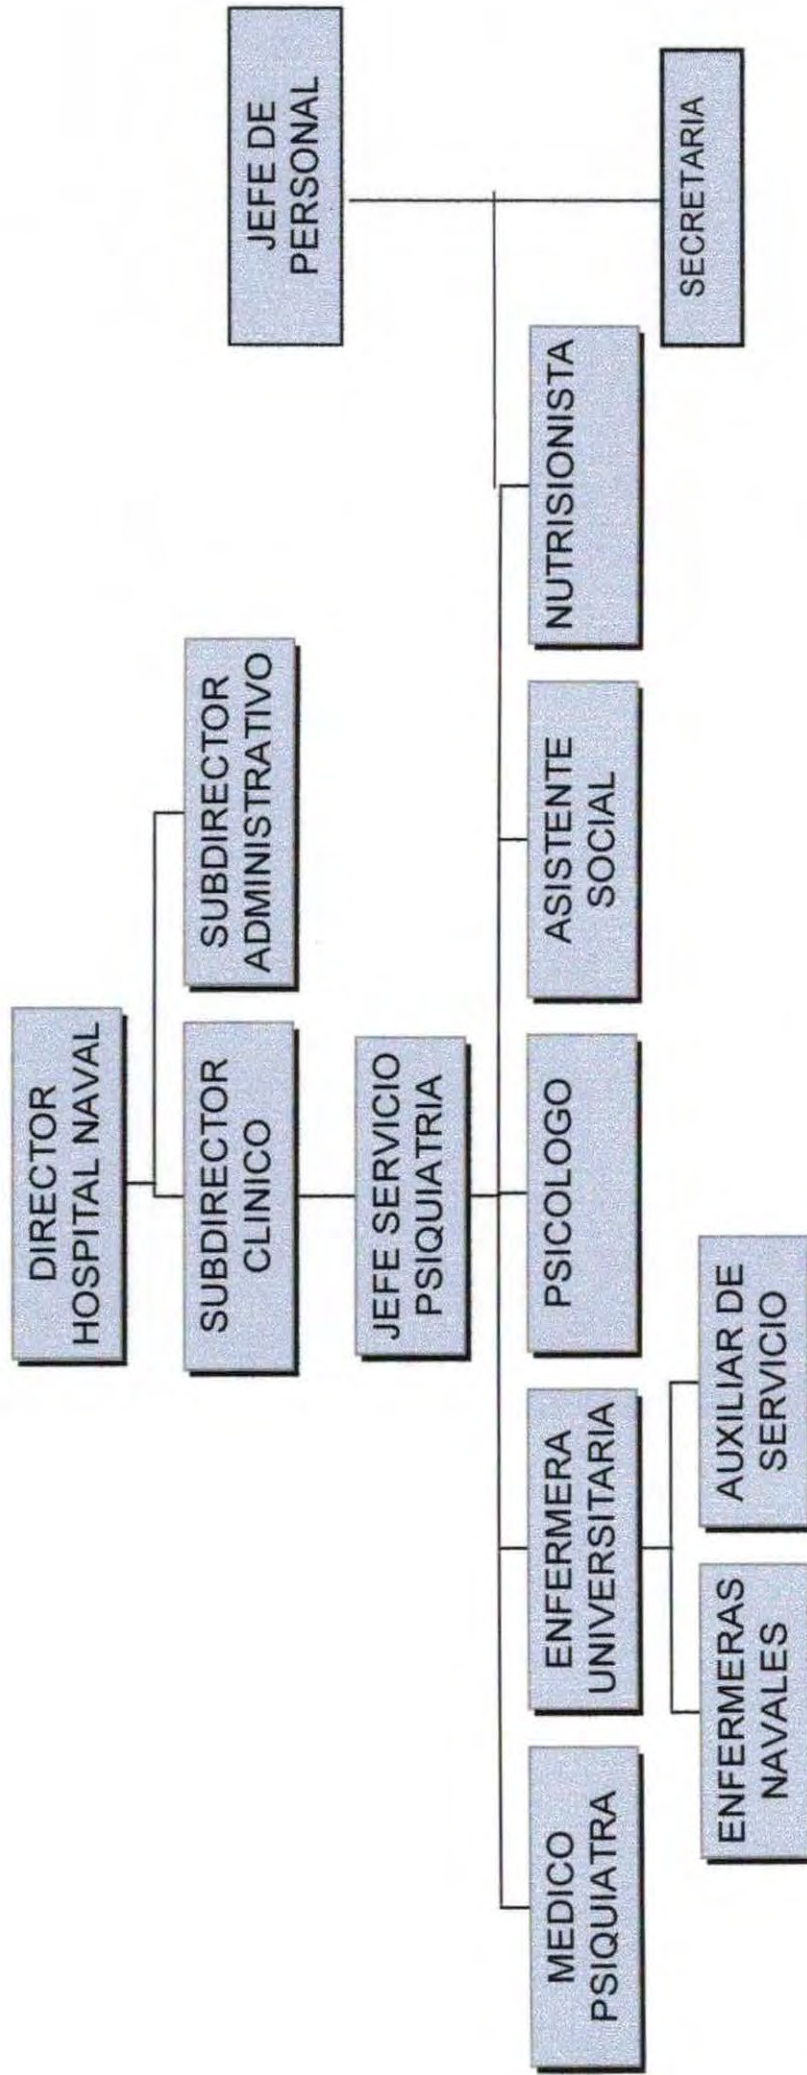 DIRECTOR
HOSPITAL NAVAL
SUBDIRECTOR
CLINICO
SUBDIRECTOR
ADMINISTRATIVO
JEFE DE
PERSONAL
JEFE SERVICIO
PSIQUIATRIA
MEDICO
PSIQUIATRA
ENFERMERA
UNIVERSITARIA
PSICOLOGO
ASISTENTE
SOCIAL
NUTRISIONISTA
SECRETARIA
ENFERMERAS
NAVALES
AUXILIAR DE
SERVICIO